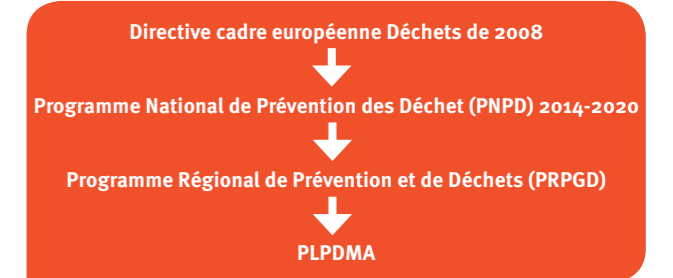 Directive cadre européenne Déchets de 2008
Programme National de Prévention des Déchet (PNPD) 2014-2020
Programme Régional de Prévention et de Déchets (PRPGD)
PLPDMA